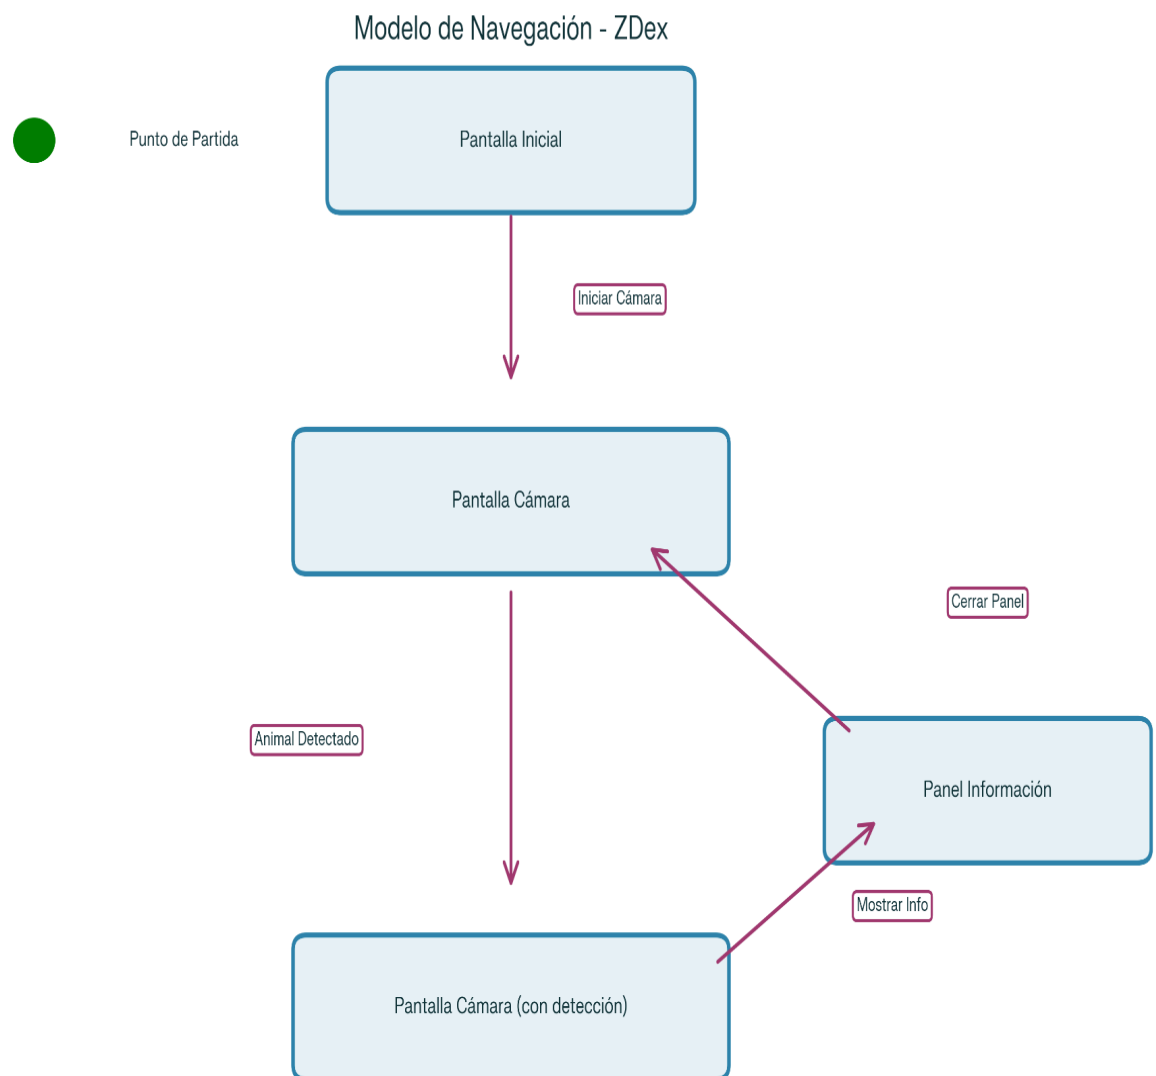 Modelo de Navegación - ZDex
Punto de Partida
Pantalla Inicial
Iniciar Cámara
Pantalla Cámara
Cerrar Panel
Animal Detectado
Panel Información
Mostrar Info
Pantalla Cámara (con detección)